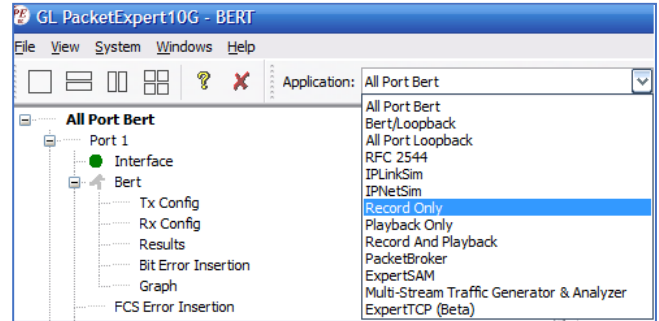 GL PacketExpert10G - BERT
File View System Windows Help
Application: All Port Bert
All Port Bert
Bert/Loopback
All Port Loopback
RFC 2544
IPLinkSim
IPNetSim
Record Only
Playback Only
Record And Playback
PacketBroker
ExpertSAM
Multi-Stream Traffic Generator & Analyzer
ExpertTCP (Beta)
All Port Bert
Port 1
Interface
Bert
Tx Config
Rx Config
Results
Bit Error Insertion
Graph
FCS Error Insertion